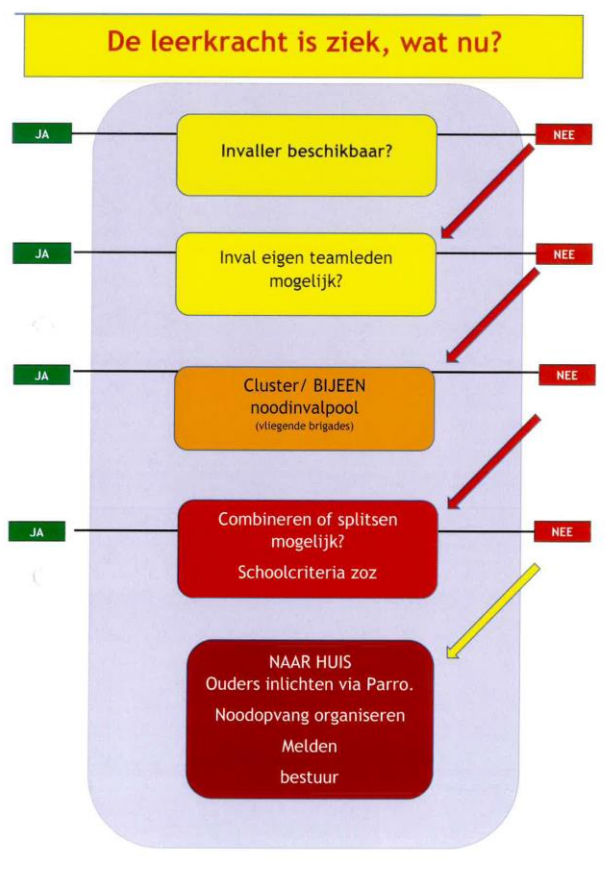 De leerkracht is ziek, wat nu?
JA
Invaller beschikbaar?
NEE
JA
Inval eigen teamleden
mogelijk?
NEE
JA
Cluster/ BIJEEN
noodinvalpool
(vliegende brigades)
NEE
JA
Combineren of splitsen
mogelijk?
Schoolcriteria zoz
NEE
NAAR HUIS
Ouders inlichten via Parro.
Noodopvang organiseren
Melden
bestuur